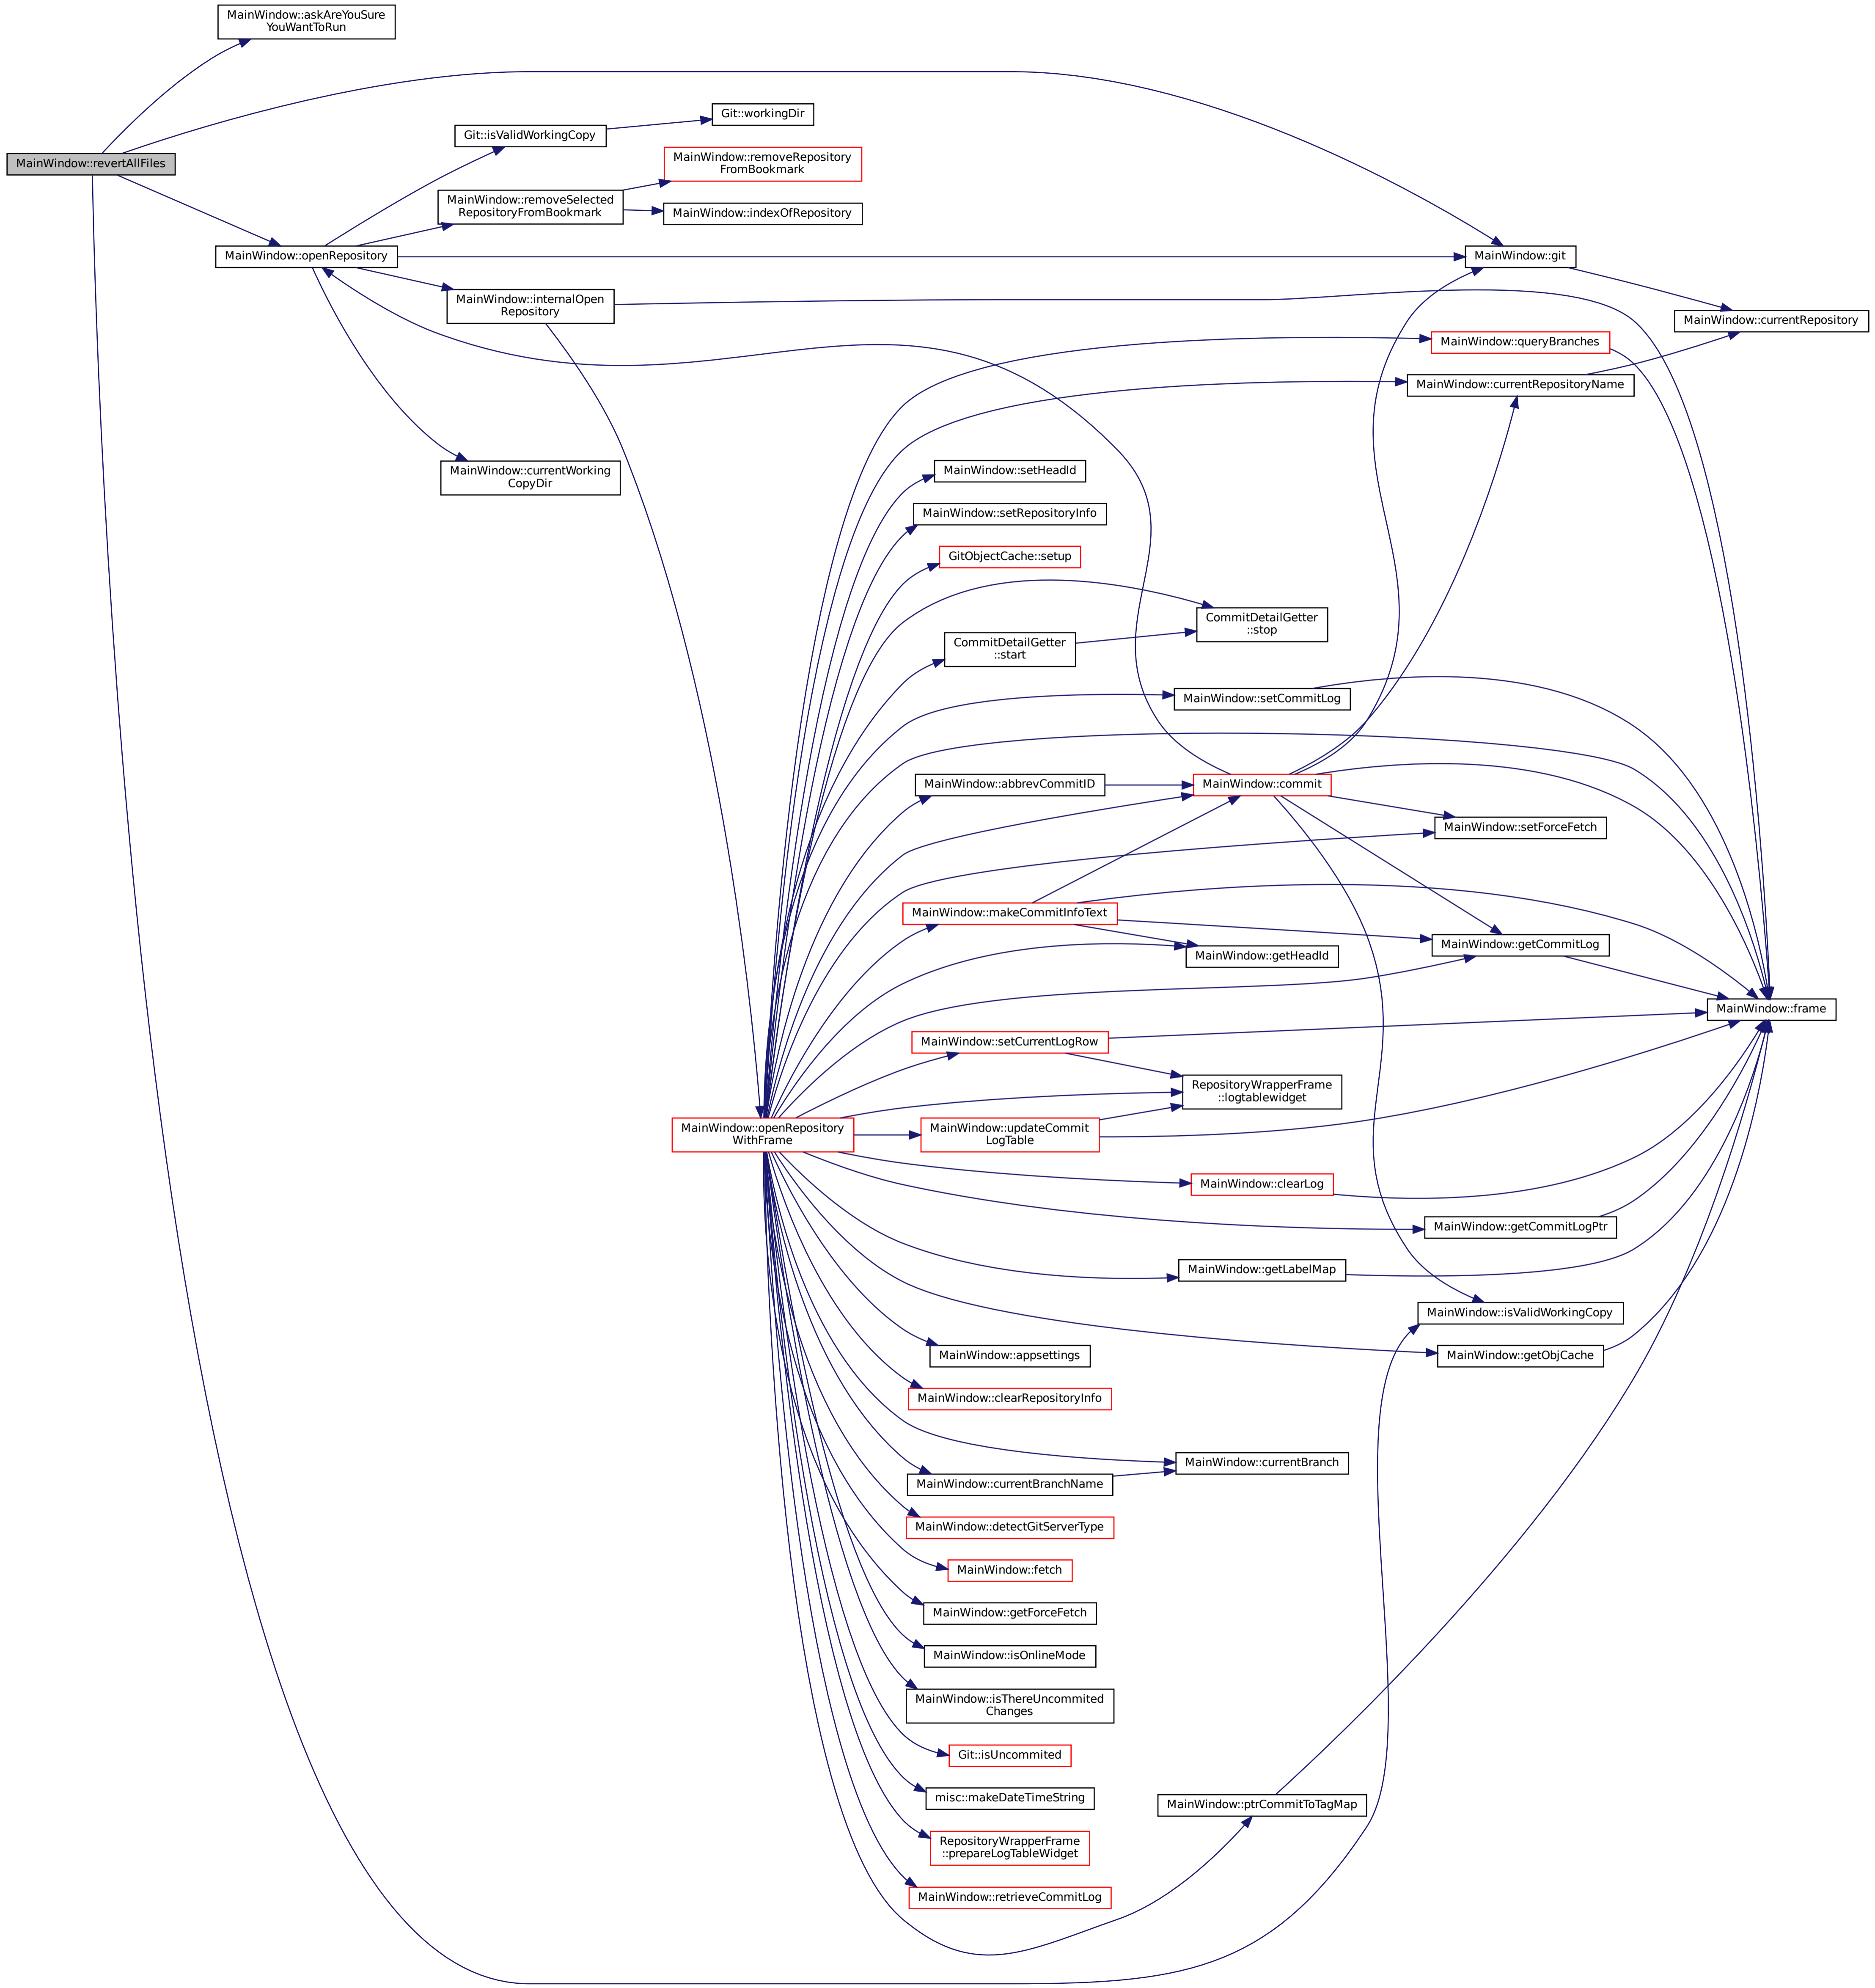 MainWindow::askAreYouSure
YouWantToRun
MainWindow::revertAllFiles
Git::isValidWorkingCopy
Git::workingDir
MainWindow::removeRepository
FromBookmark
MainWindow::removeSelected
RepositoryFromBookmark
MainWindow::indexOfRepository
MainWindow::openRepository
MainWindow::git
MainWindow::internalOpen
Repository
MainWindow::currentRepository
MainWindow::queryBranches
MainWindow::currentRepositoryName
MainWindow::currentWorking
CopyDir
MainWindow::setHeadId
MainWindow::setRepositoryInfo
GitObjectCache::setup
CommitDetailGetter
::stop
CommitDetailGetter
::start
MainWindow::setCommitLog
MainWindow::abbrevCommitID
MainWindow::commit
MainWindow::setForceFetch
MainWindow::makeCommitInfoText
MainWindow::getCommitLog
MainWindow::getHeadId
MainWindow::frame
MainWindow::setCurrentLogRow
RepositoryWrapperFrame
::logtablewidget
MainWindow::openRepository
WithFrame
MainWindow::updateCommit
LogTable
MainWindow::clearLog
MainWindow::getCommitLogPtr
MainWindow::getLabelMap
MainWindow::isValidWorkingCopy
MainWindow::appsettings
MainWindow::getObjCache
MainWindow::clearRepositoryInfo
MainWindow::currentBranch
MainWindow::currentBranchName
MainWindow::detectGitServerType
MainWindow::fetch
MainWindow::getForceFetch
MainWindow::isOnlineMode
MainWindow::isThereUncommited
Changes
Git::isUncommited
misc::makeDateTimeString
MainWindow::ptrCommitToTagMap
RepositoryWrapperFrame
::prepareLogTableWidget
MainWindow::retrieveCommitLog